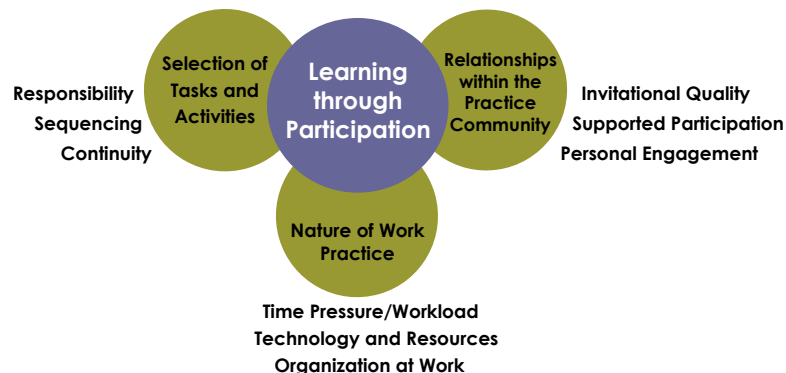 Responsibility
Sequencing
Continuity
Selection of
Tasks and
Activities
Learning
through
Participation
Relationships
within the
Practice
Community
Invitational Quality
Supported Participation
Personal Engagement
Nature of Work
Practice
Time Pressure/Workload
Technology and Resources
Organization at Work